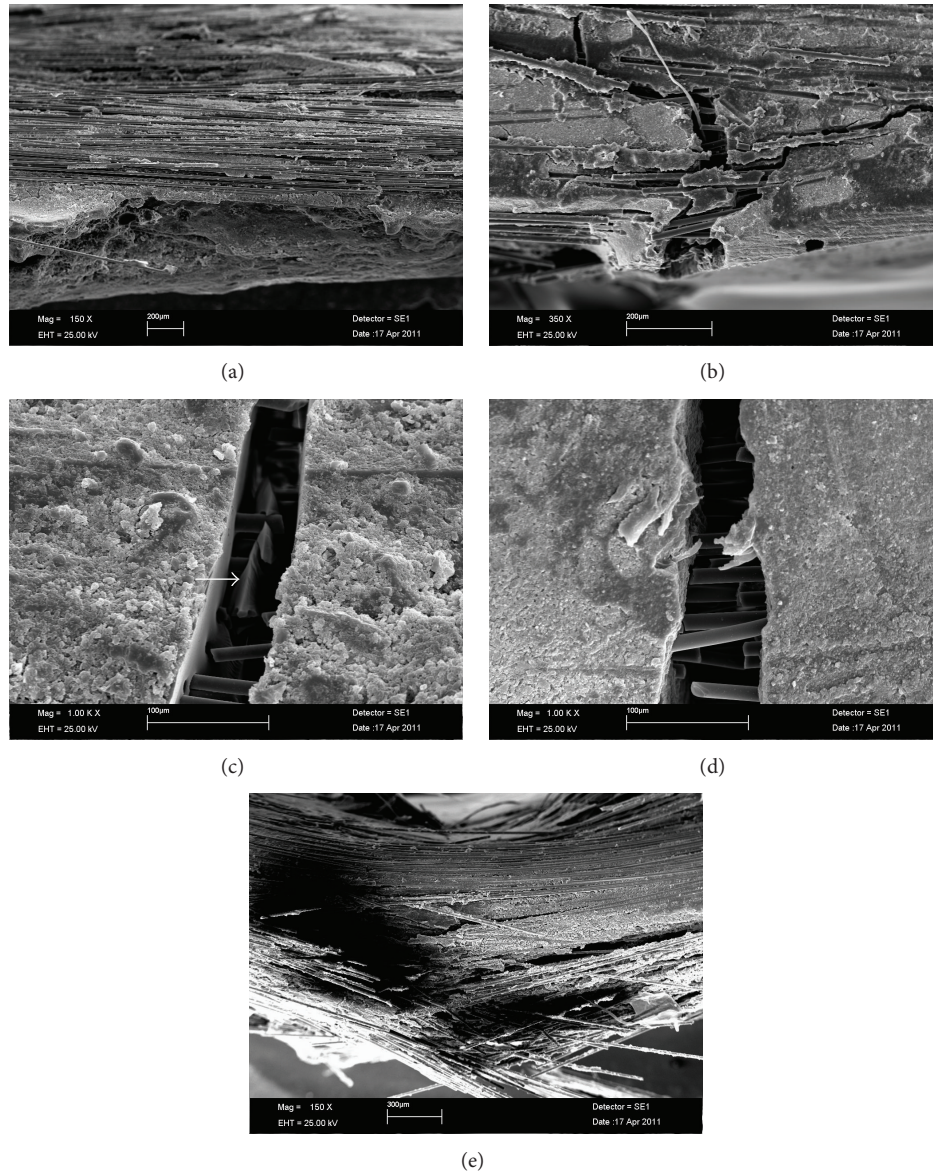 200µm
Mag = 150 X Detector = SE1
EHT = 25.00 kV Date :17 Apr 2011
(a)
200µm
Mag = 350 X Detector = SE1
EHT = 25.00 kV Date :17 Apr 2011
(b)
100µm
Mag = 1.00 K X Detector = SE1
EHT = 25.00 kV Date :17 Apr 2011
(c)
100µm
Mag = 1.00 K X Detector = SE1
EHT = 25.00 kV Date :17 Apr 2011
(d)
300µm
Mag = 150 X Detector = SE1
EHT = 25.00 kV Date :17 Apr 2011
(e)